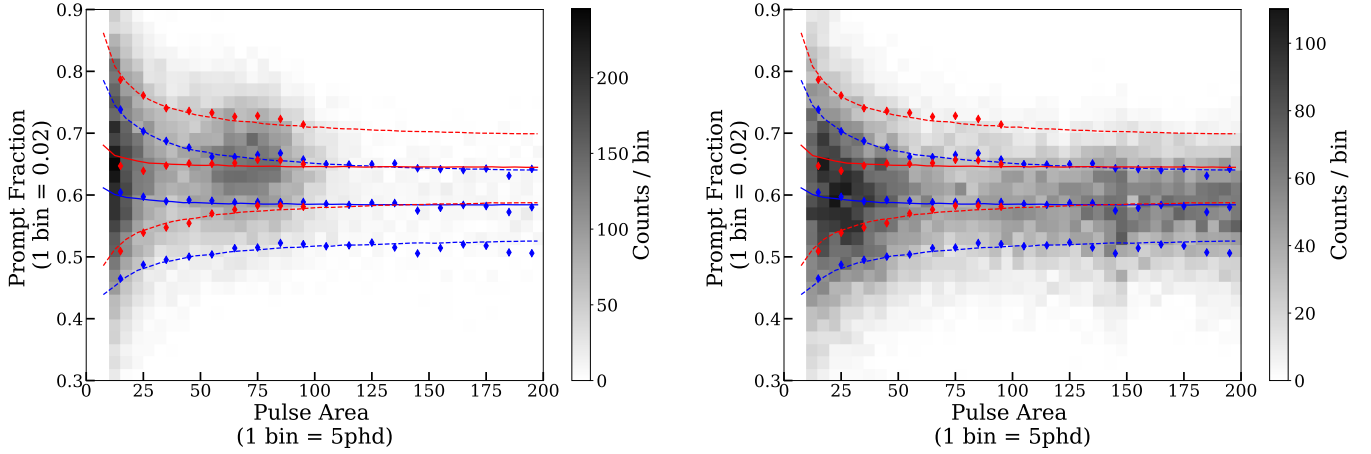 0.9
0.8
0.7
0.6
0.5
0.4
0.3
0 25 50 75 100 125 150 175 200
Prompt Fraction
(1 bin = 0.02)
Pulse Area
(1 bin = 5phd)
200
150
100
50
0
Counts / bin
0.9
0.8
0.7
0.6
0.5
0.4
0.3
0 25 50 75 100 125 150 175 200
Prompt Fraction
(1 bin = 0.02)
Pulse Area
(1 bin = 5phd)
100
80
60
40
20
0
Counts / bin